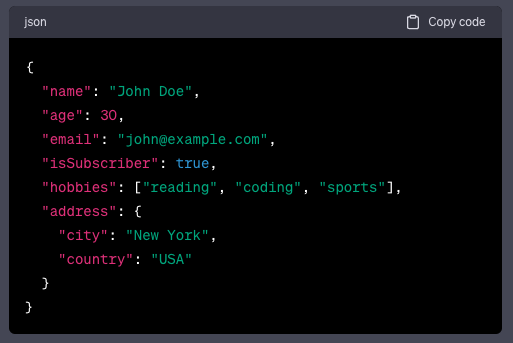 json
Copy code
{
  "name": "John Doe",
  "age": 30,
  "email": "john@example.com",
  "isSubscriber": true,
  "hobbies": ["reading", "coding", "sports"],
  "address": {
    "city": "New York",
    "country": "USA"
  }
}